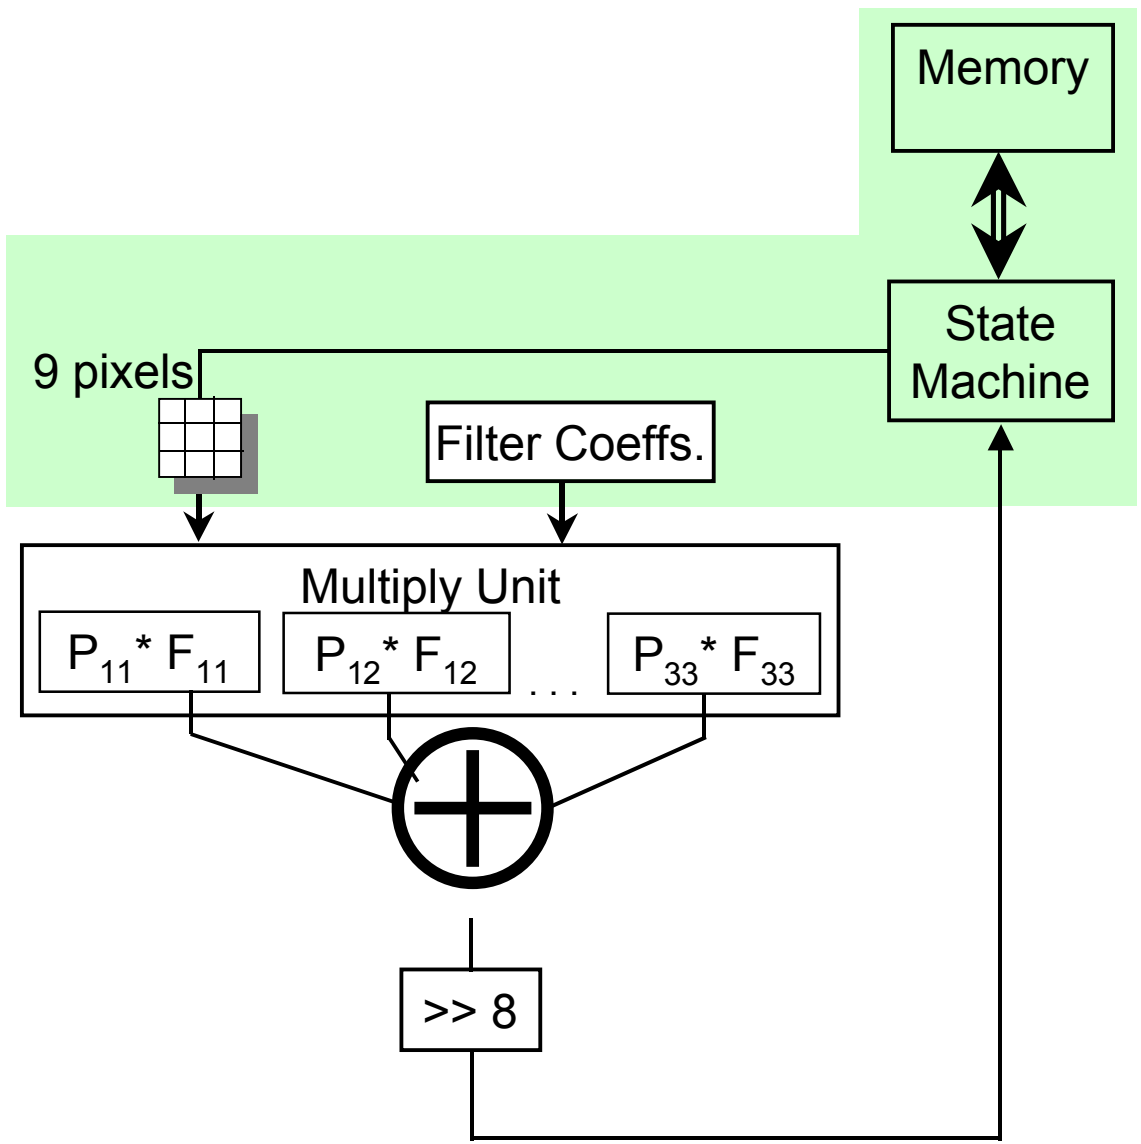 Memory
State
Machine
9 pixels
Filter Coeffs.
Multiply Unit
P₁₁* F₁₁
P₁₂* F₁₂
. . .
P₃₃* F₃₃
>> 8